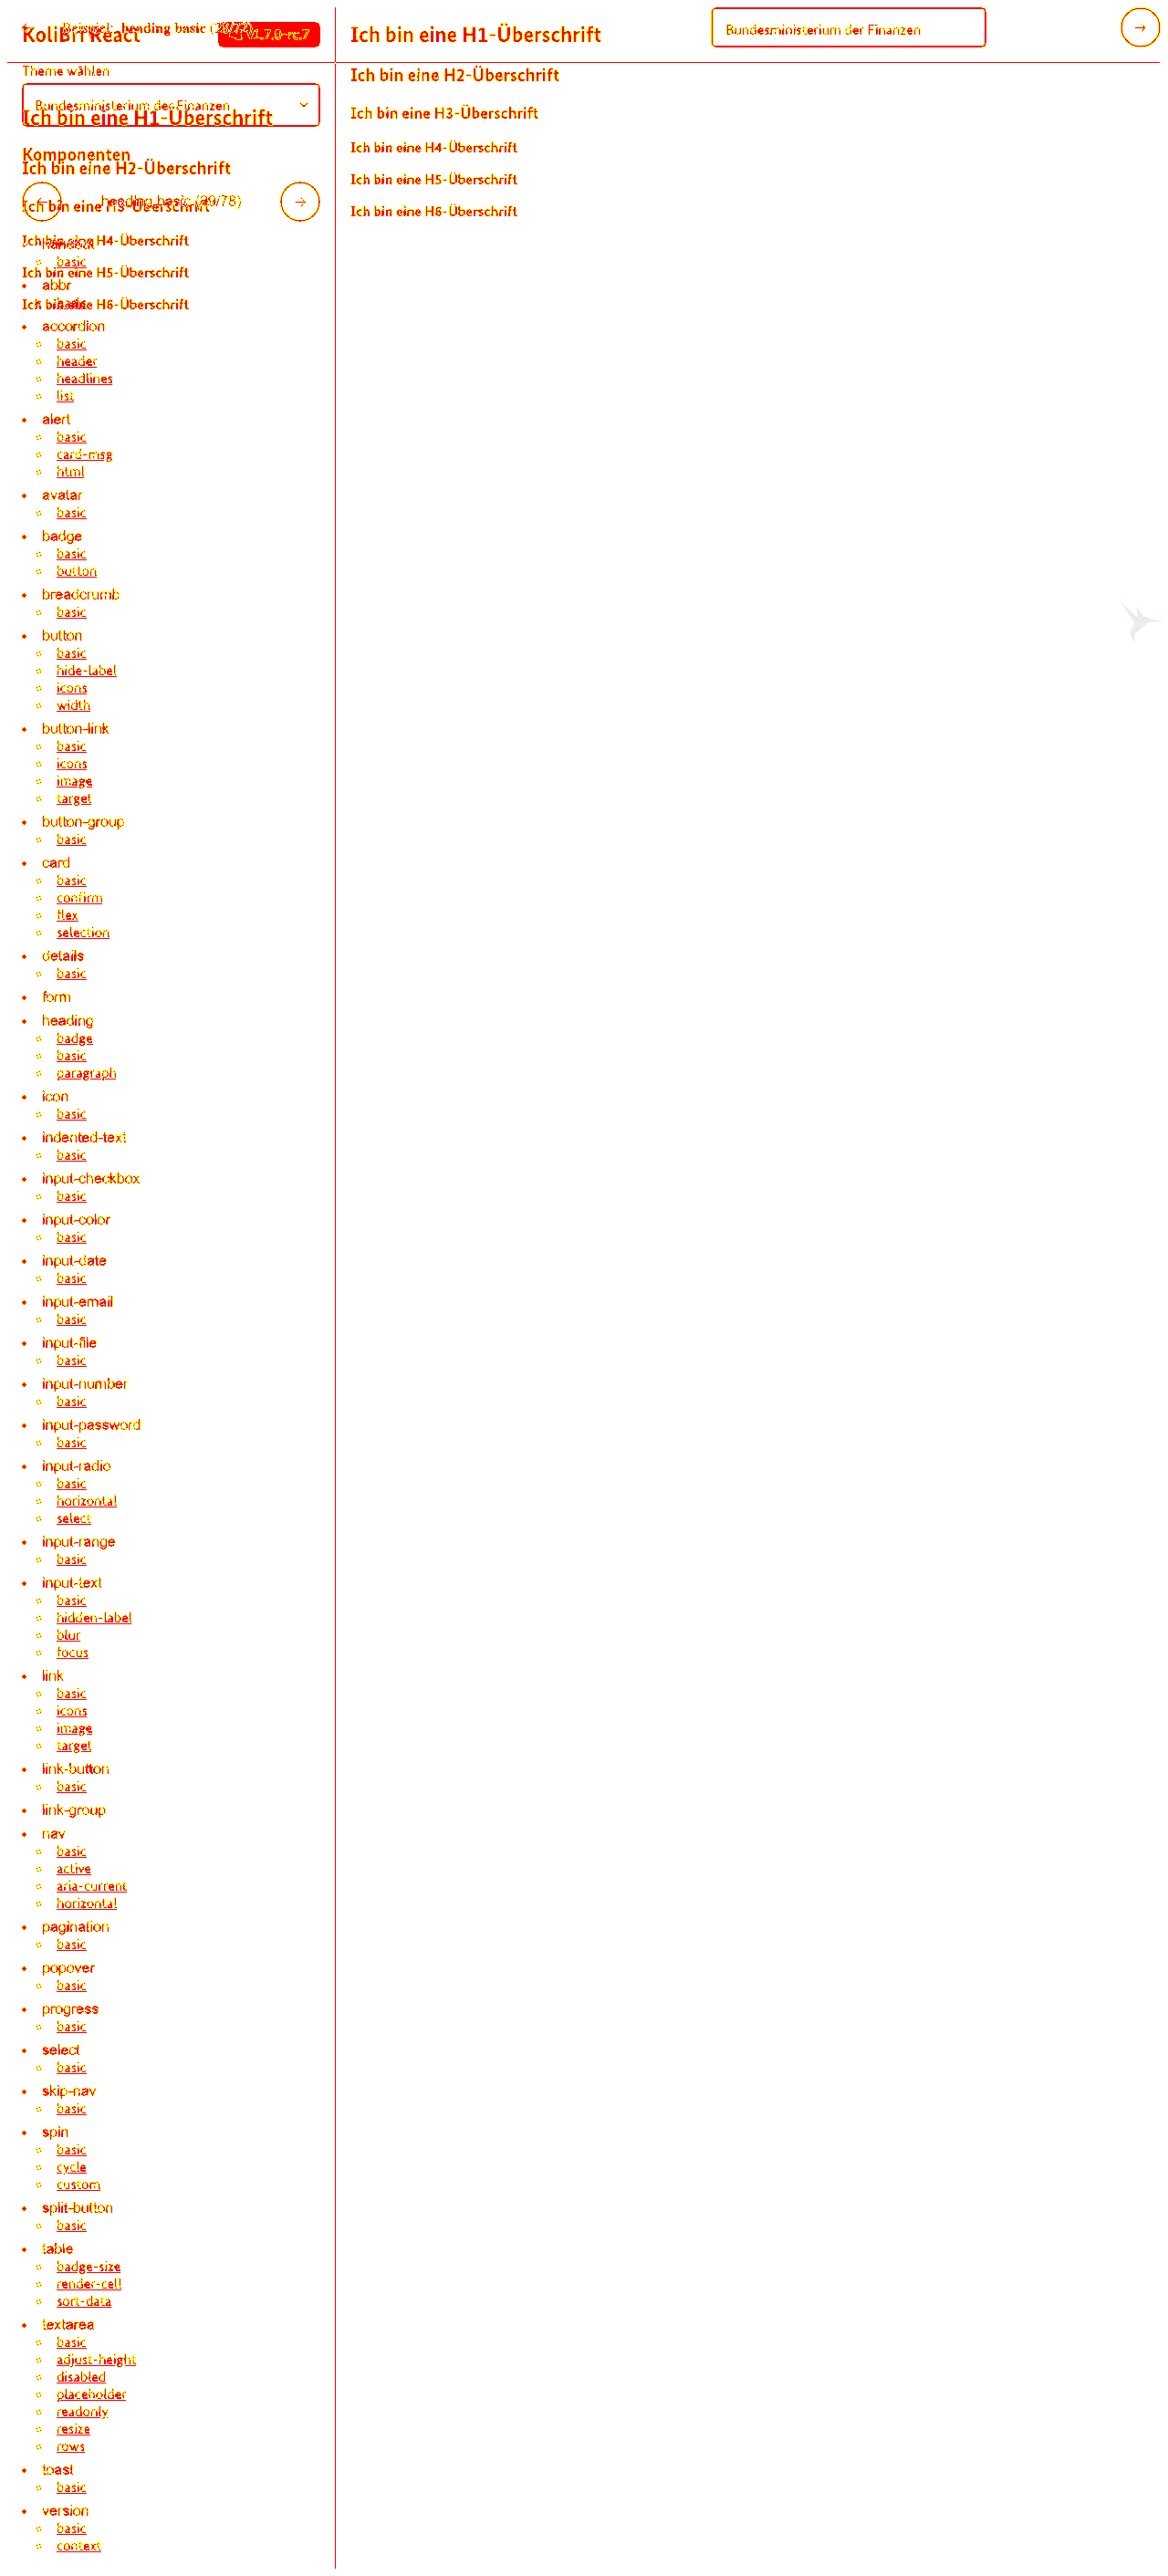 KoliBri React v1.7.0-rc.7
Beispiel: heading basic
Theme wählen
Bundesministerium der Finanzen
Ich bin eine H1-Überschrift
Komponenten
Ich bin eine H2-Überschrift
heading basic (39/78)
Ich bin eine H3-Überschrift
handout
Ich bin eine H4-Überschrift
basic
Ich bin eine H5-Überschrift
abbr
basic
Ich bin eine H6-Überschrift
accordion
basic
header
headlines
list
alert
basic
card-msg
html
avatar
basic
badge
basic
button
breadcrumb
basic
button
basic
hide-label
icons
width
button-link
basic
icons
image
target
button-group
basic
card
basic
confirm
flex
selection
details
basic
form
heading
badge
basic
paragraph
icon
basic
indented-text
basic
input-checkbox
basic
input-color
basic
input-date
basic
input-email
basic
input-file
basic
input-number
basic
input-password
basic
input-radio
basic
horizontal
select
input-range
basic
input-text
basic
hidden-label
blur
focus
link
basic
icons
image
target
link-button
basic
link-group
nav
basic
active
aria-current
horizontal
pagination
basic
popover
basic
progress
basic
select
basic
skip-nav
basic
spin
basic
cycle
custom
split-button
basic
table
badge-size
render-cell
sort-data
textarea
basic
adjust-height
disabled
placeholder
readonly
resize
rows
toast
basic
version
basic
context
Ich bin eine H1-Überschrift
Bundesministerium der Finanzen
Ich bin eine H2-Überschrift
Ich bin eine H3-Überschrift
Ich bin eine H4-Überschrift
Ich bin eine H5-Überschrift
Ich bin eine H6-Überschrift